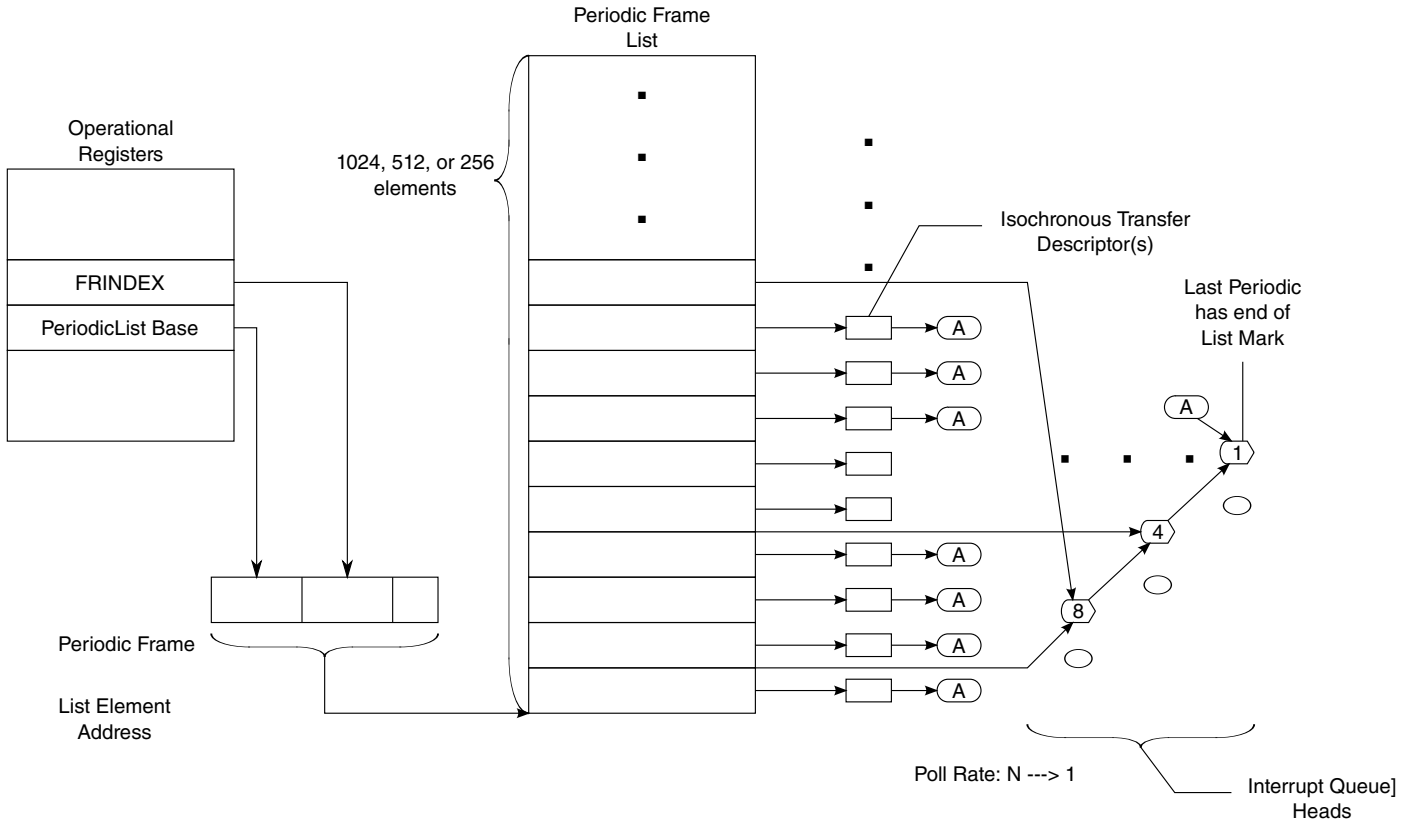 Periodic Frame
List
Operational
Registers
1024, 512, or 256
elements
Isochronous Transfer
Descriptor(s)
FRINDEX
Last Periodic
has end of
List Mark
PeriodicList Base
A
A
A
A
1
4
A
A
8
Periodic Frame
A
A
List Element
Address
Poll Rate: N ---> 1
Interrupt Queue]
Heads